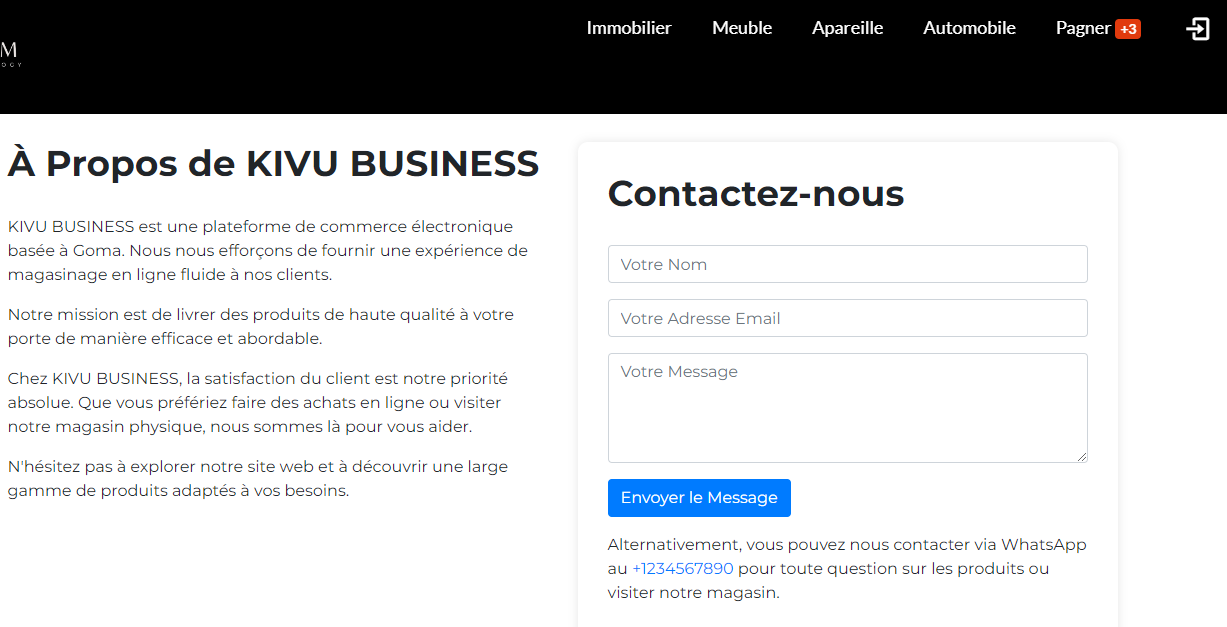 Immobilier Meuble Apareille Automobile Pagner +3
M
OGY
À Propos de KIVU BUSINESS
KIVU BUSINESS est une plateforme de commerce électronique
basée à Goma. Nous nous efforçons de fournir une expérience de
magasinage en ligne fluide à nos clients.
Notre mission est de livrer des produits de haute qualité à votre
porte de manière efficace et abordable.
Chez KIVU BUSINESS, la satisfaction du client est notre priorité
absolue. Que vous préfériez faire des achats en ligne ou visiter
notre magasin physique, nous sommes là pour vous aider.
N'hésitez pas à explorer notre site web et à découvrir une large
gamme de produits adaptés à vos besoins.
Contactez-nous
Votre Nom
Votre Adresse Email
Votre Message
Envoyer le Message
Alternativement, vous pouvez nous contacter via WhatsApp
au +1234567890 pour toute question sur les produits ou
visiter notre magasin.